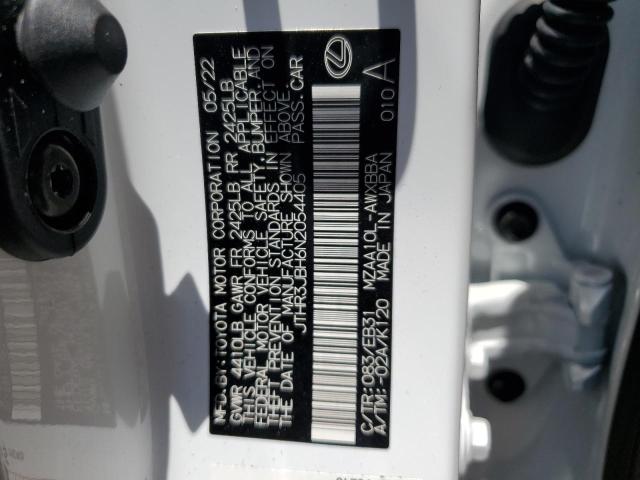 MFD. BY: TOYOTA MOTOR CORPORATION 05/22
GVWR 4410LB GAWR FR 2425LB RR 2425LB
THIS VEHICLE CONFORMS TO ALL APPLICABLE
FEDERAL MOTOR VEHICLE SAFETY, BUMPER, AND
THEFT PREVENTION STANDARDS IN EFFECT ON
THE DATE OF MANUFACTURE SHOWN ABOVE.
JTHR3JBH6N2054405 PASS. CAR
C/TR: 083/EB31 MZAA10L-AWXBBA
A/TM: -02A/K120 MADE IN JAPAN 010 A